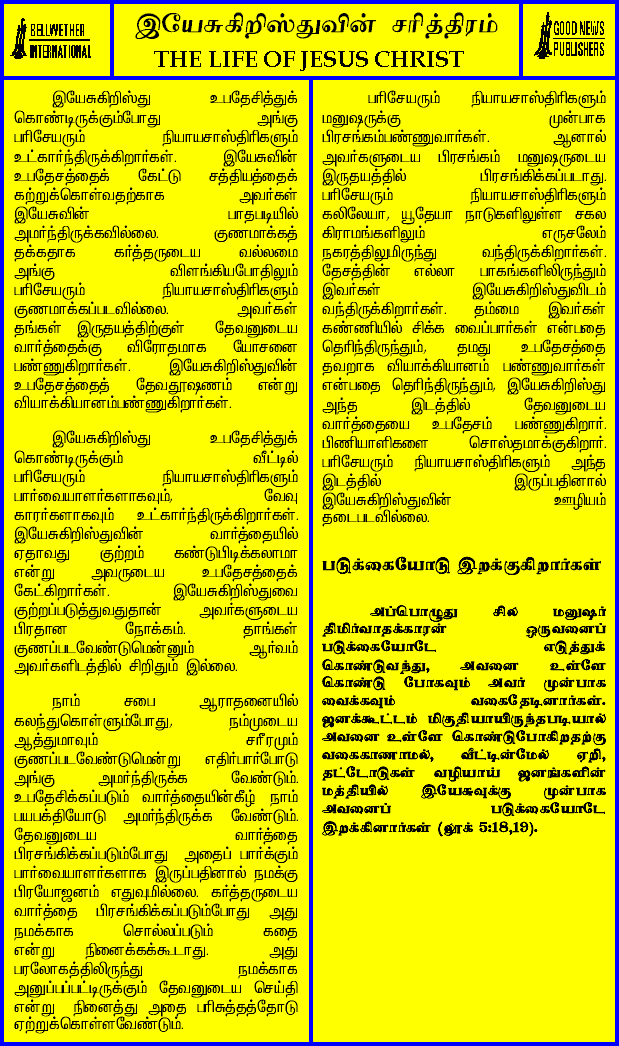 BELLWETHER
INTERNATIONAL
இயேசுகிறிஸ்துவின் சரித்திரம்
THE LIFE OF JESUS CHRIST
GOOD NEWS
PUBLISHERS
இயேசுகிறிஸ்து உபதேசித்துக்
கொண்டிருக்கும்போது அங்கு
பரிசேயரும் நியாயசாஸ்திரிகளும்
உட்கார்ந்திருக்கிறார்கள். இயேசுவின்
உபதேசத்தைக் கேட்டு சத்தியத்தைக்
கற்றுக்கொள்வதற்காக அவர்கள்
இயேசுவின் பாதபடியில்
அமர்ந்திருக்கவில்லை. குணமாக்கத்
தக்கதாக கர்த்தருடைய வல்லமை
அங்கு விளங்கியபோதிலும்
பரிசேயரும் நியாயசாஸ்திரிகளும்
குணமாக்கப்படவில்லை. அவர்கள்
தங்கள் இருதயத்திற்குள் தேவனுடைய
வார்த்தைக்கு விரோதமாக யோசனை
பண்ணுகிறார்கள். இயேசுகிறிஸ்துவின்
உபதேசத்தைத் தேவதூஷணம் என்று
வியாக்கியானம்பண்ணுகிறார்கள்.
இயேசுகிறிஸ்து உபதேசித்துக்
கொண்டிருக்கும் வீட்டில்
பரிசேயரும் நியாயசாஸ்திரிகளும்
பார்வையாளர்களாகவும், வேவு
காரர்களாகவும் உட்கார்ந்திருக்கிறார்கள்.
இயேசுகிறிஸ்துவின் வார்த்தையில்
ஏதாவது குற்றம் கண்டுபிடிக்கலாமா
என்று அவருடைய உபதேசத்தைக்
கேட்கிறார்கள். இயேசுகிறிஸ்துவை
குற்றப்படுத்துவதுதான் அவர்களுடைய
பிரதான நோக்கம். தாங்கள்
குணப்படவேண்டுமென்னும் ஆர்வம்
அவர்களிடத்தில் சிறிதும் இல்லை.
நாம் சபை ஆராதனையில்
கலந்துகொள்ளும்போது, நம்முடைய
ஆத்துமாவும் சரீரமும்
குணப்படவேண்டுமென்று எதிர்பார்போடு
அங்கு அமர்ந்திருக்க வேண்டும்.
உபதேசிக்கப்படும் வார்த்தையின்கீழ் நாம்
பயபக்தியோடு அமர்ந்திருக்க வேண்டும்.
தேவனுடைய வார்த்தை
பிரசங்கிக்கப்படும்போது அதைப் பார்க்கும்
பார்வையாளர்களாக இருப்பதினால் நமக்கு
பிரயோஜனம் எதுவுமில்லை. கர்த்தருடைய
வார்த்தை பிரசங்கிக்கப்படும்போது அது
நமக்காக சொல்லப்படும் கதை
என்று நினைக்கக்கூடாது. அது
பரலோகத்திலிருந்து நமக்காக
அனுப்பப்பட்டிருக்கும் தேவனுடைய செய்தி
என்று நினைத்து அதை பரிசுத்தத்தோடு
ஏற்றுக்கொள்ளவேண்டும்.
பரிசேயரும் நியாயசாஸ்திரிகளும்
மனுஷருக்கு முன்பாக
பிரசங்கம்பண்ணுவார்கள். ஆனால்
அவர்களுடைய பிரசங்கம் மனுஷருடைய
இருதயத்தில் பிரசங்கிக்கப்படாது.
பரிசேயரும் நியாயசாஸ்திரிகளும்
கலிலேயா, யூதேயா நாடுகளிலுள்ள சகல
கிராமங்களிலும் எருசலேம்
நகரத்திலுமிருந்து வந்திருக்கிறார்கள்.
தேசத்தின் எல்லா பாகங்களிலிருந்தும்
இவர்கள் இயேசுகிறிஸ்துவிடம்
வந்திருக்கிறார்கள். தம்மை இவர்கள்
கண்ணியில் சிக்க வைப்பார்கள் என்பதை
தெரிந்திருந்தும், தமது உபதேசத்தை
தவறாக வியாக்கியானம் பண்ணுவார்கள்
என்பதை தெரிந்திருந்தும், இயேசுகிறிஸ்து
அந்த இடத்தில் தேவனுடைய
வார்த்தையை உபதேசம் பண்ணுகிறார்.
பிணியாளிகளை சொஸ்தமாக்குகிறார்.
பரிசேயரும் நியாயசாஸ்திரிகளும் அந்த
இடத்தில் இருப்பதினால்
இயேசுகிறிஸ்துவின் ஊழியம்
தடைபடவில்லை.
படுக்கையோடு இறக்குகிறார்கள்
அப்பொழுது சில மனுஷர்
திமிர்வாதக்காரன் ஒருவனைப்
படுக்கையோடே எடுத்துக்
கொண்டுவந்து, அவனை உள்ளே
கொண்டு போகவும் அவர் முன்பாக
வைக்கவும் வகைதேடினார்கள்.
ஜனக்கூட்டம் மிகுதியாயிருந்தபடியால்
அவனை உள்ளே கொண்டுபோகிறதற்கு
வகைகாணாமல், வீட்டின்மேல் ஏறி,
தட்டோடுகள் வழியாய் ஜனங்களின்
மத்தியில் இயேசுவுக்கு முன்பாக
அவனைப் படுக்கையோடே
இறக்கினார்கள் (லூக் 5:18,19).